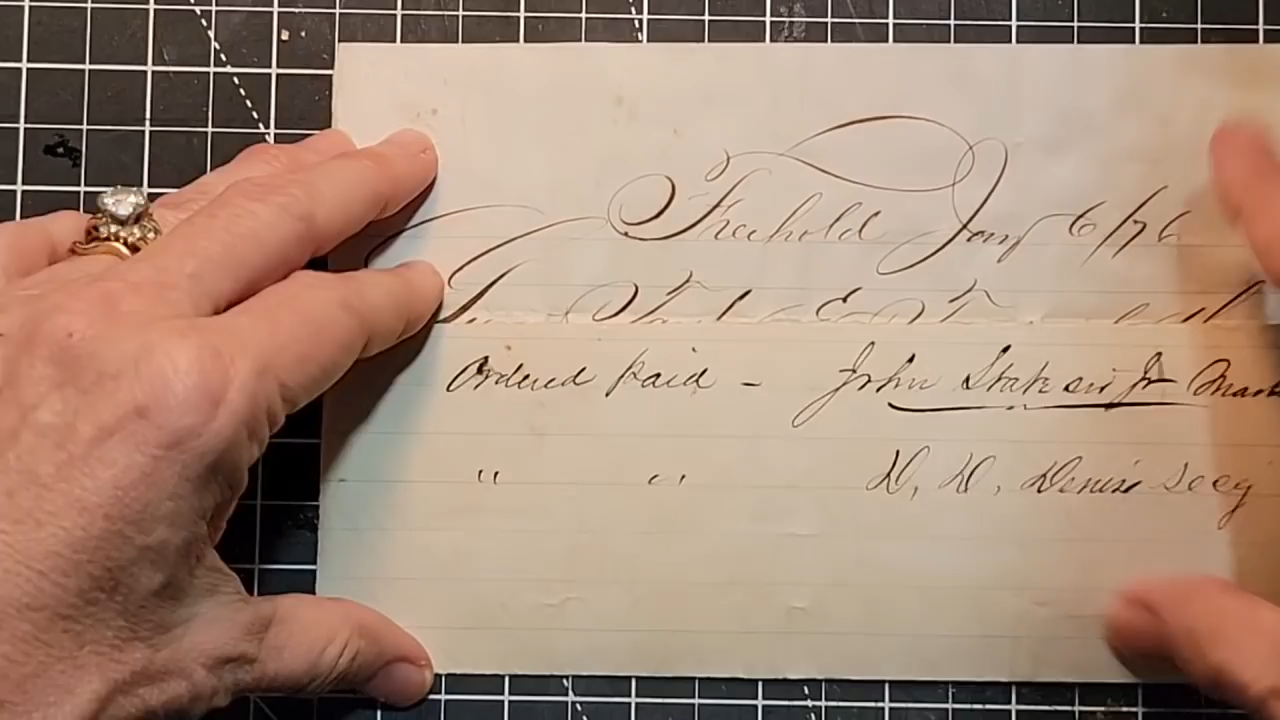 Freehold Jany 6/76
Ordered Paid - John Statesir Jr
" " D. D. Denise Secy